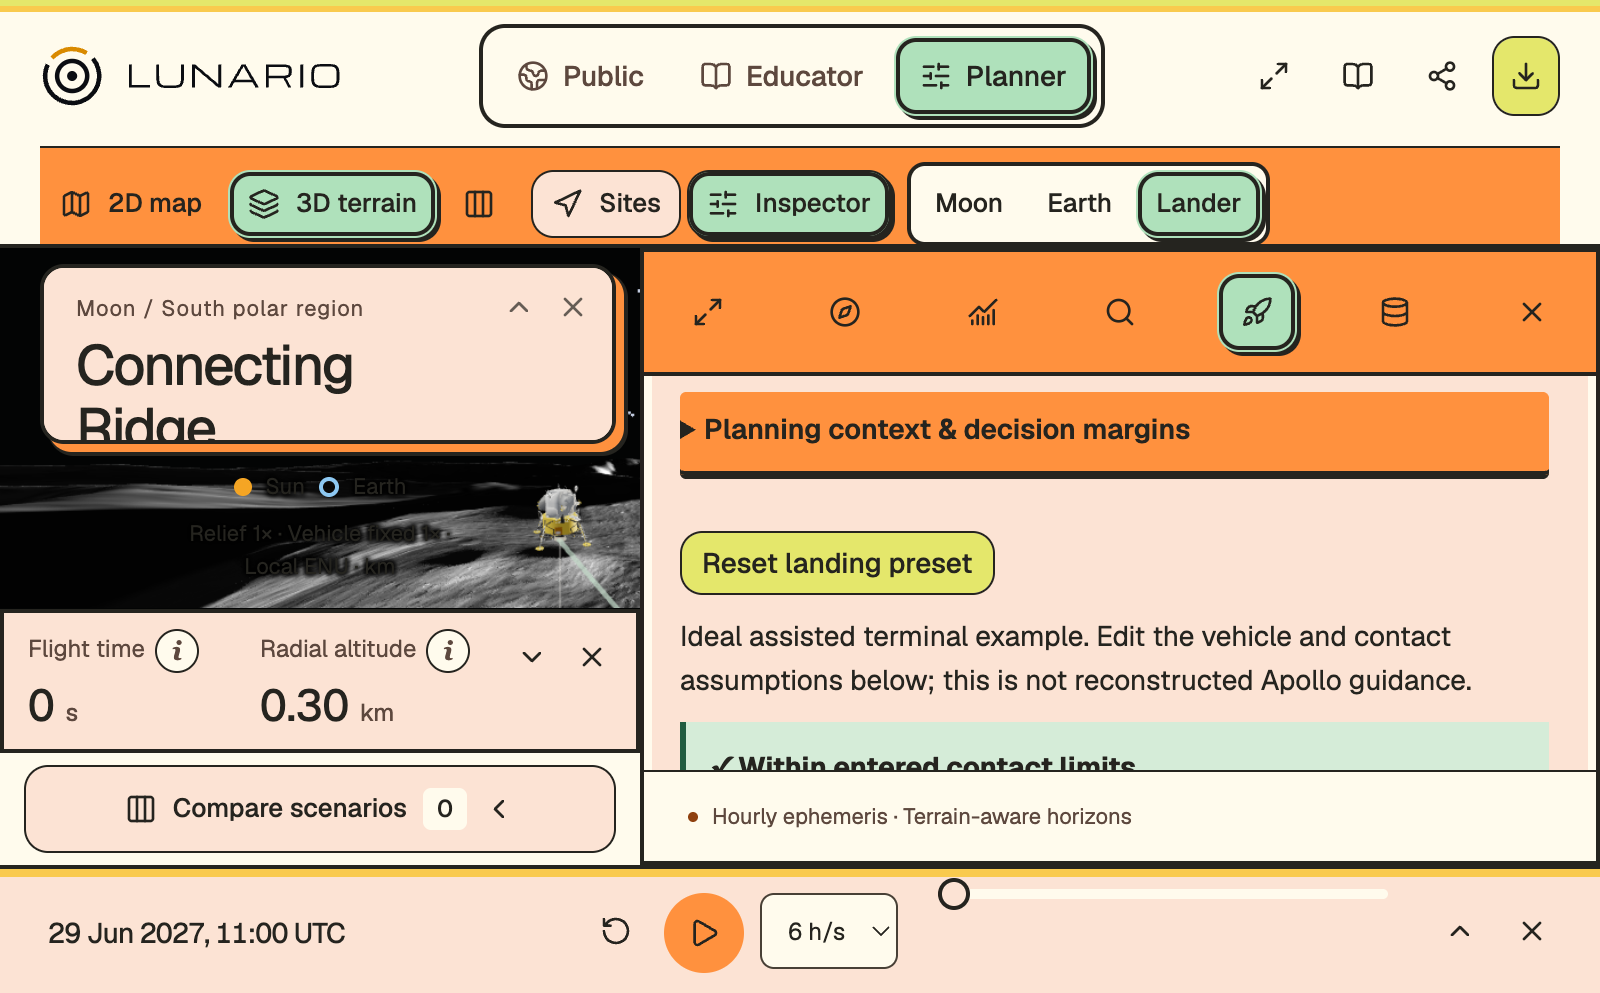 LUNARIO
Public
Educator
Planner
2D map
3D terrain
Sites
Inspector
Moon
Earth
Lander
Moon / South polar region
Connecting
Ridge
Sun
Earth
Relief 1× · Vehicle fixed 1×
Local ENU · km
Flight time i
0 s
Radial altitude i
0.30 km
Compare scenarios 0
Planning context & decision margins
Reset landing preset
Ideal assisted terminal example. Edit the vehicle and contact
assumptions below; this is not reconstructed Apollo guidance.
✓ Within entered contact limits
Hourly ephemeris · Terrain-aware horizons
29 Jun 2027, 11:00 UTC
6 h/s